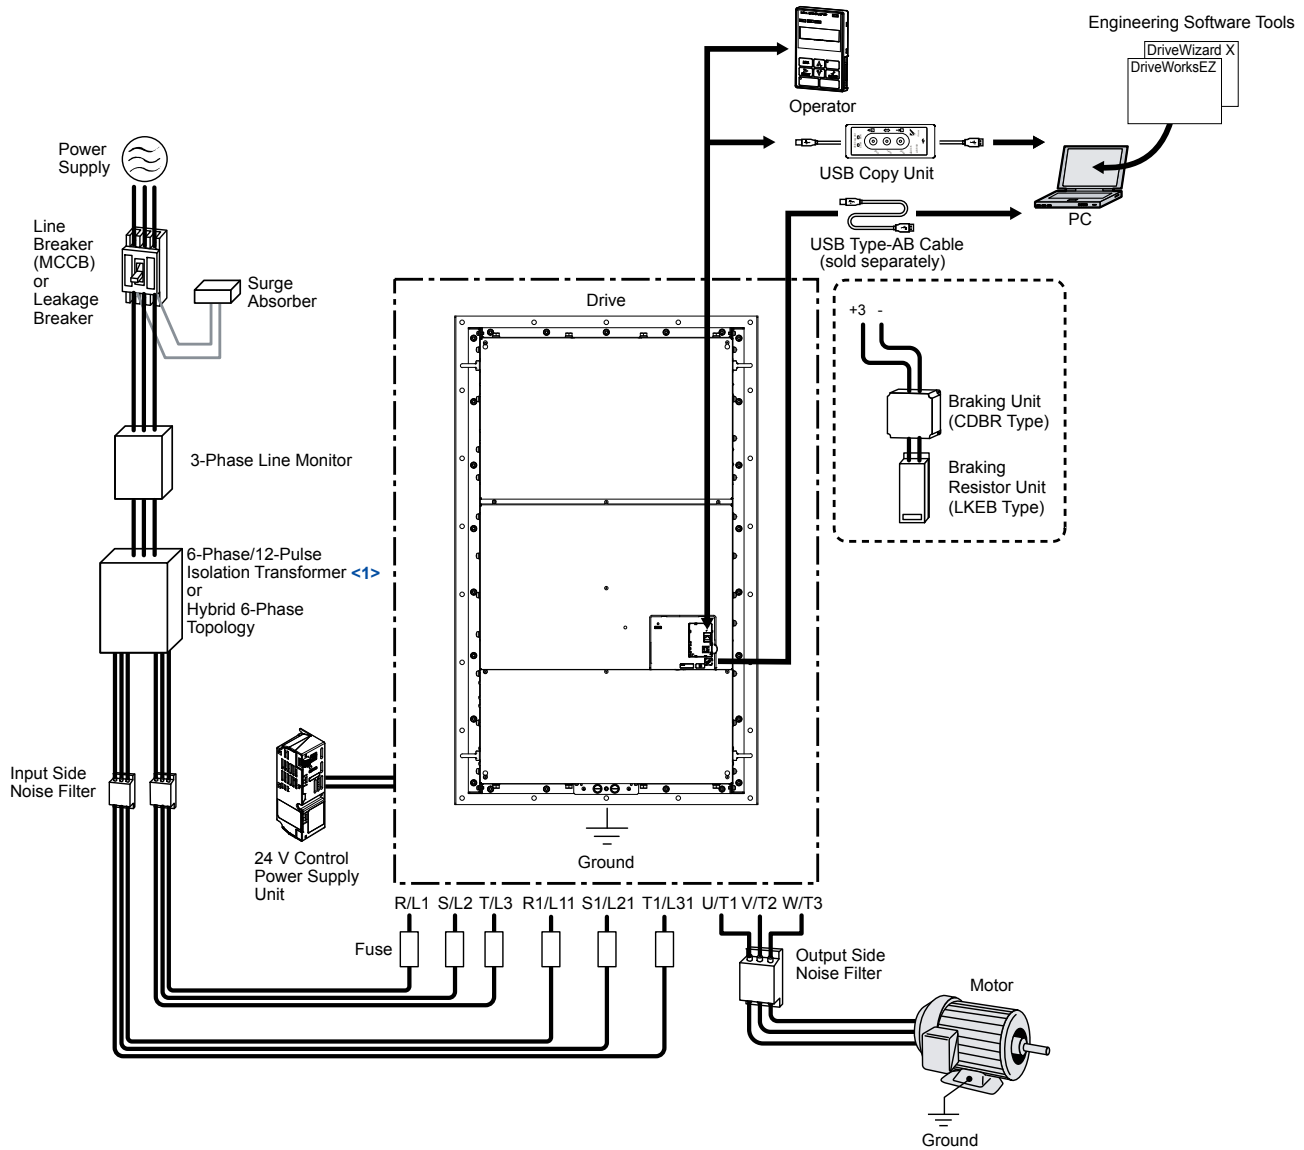 Engineering Software Tools
DriveWizard X
DriveWorksEZ
Operator
Power
Supply
USB Copy Unit
PC
Line
Breaker
(MCCB)
or
Leakage
Breaker
Surge
Absorber
USB Type-AB Cable
(sold separately)
Drive
+3 -
Braking Unit
(CDBR Type)
Braking
Resistor Unit
(LKEB Type)
3-Phase Line Monitor
6-Phase/12-Pulse
Isolation Transformer <1>
or
Hybrid 6-Phase
Topology
Input Side
Noise Filter
24 V Control
Power Supply
Unit
Ground
R/L1 S/L2 T/L3 R1/L11 S1/L21 T1/L31 U/T1 V/T2 W/T3
Fuse
Output Side
Noise Filter
Motor
Ground